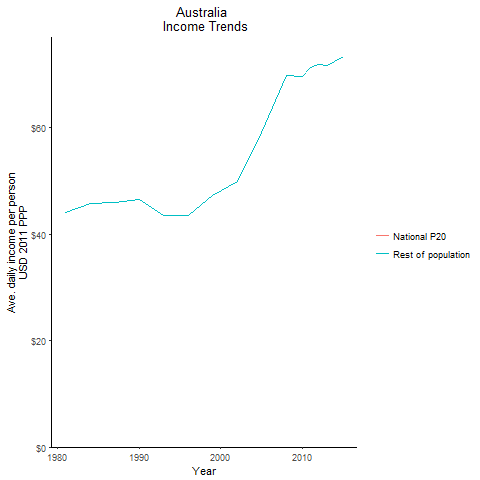 Australia
Income Trends
Ave. daily income per person
USD 2011 PPP
$60
$40
$20
$0
1980
1990
2000
2010
Year
National P20
Rest of population